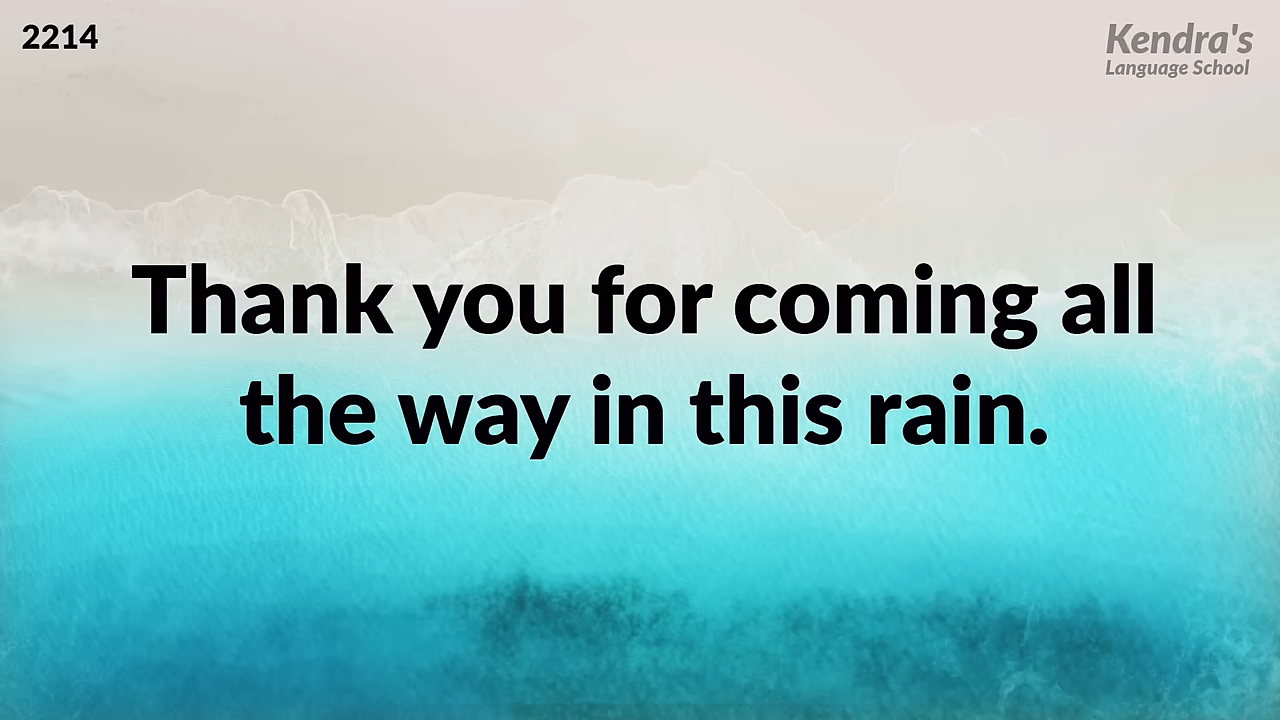 2214
Kendra's
Language School
Thank you for coming all
the way in this rain.